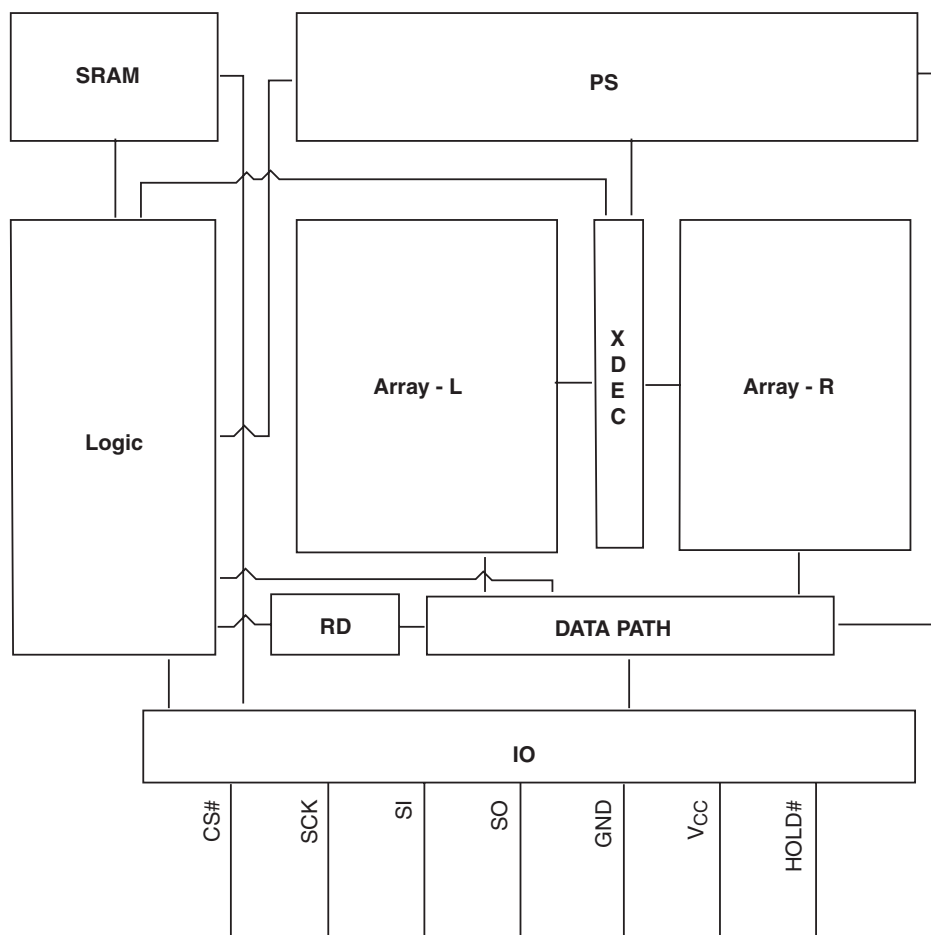 SRAM
PS
X
D
E
C
Array - L
Array - R
Logic
RD
DATA PATH
IO
CS#
SCK
SI
SO
GND
VCC
HOLD#